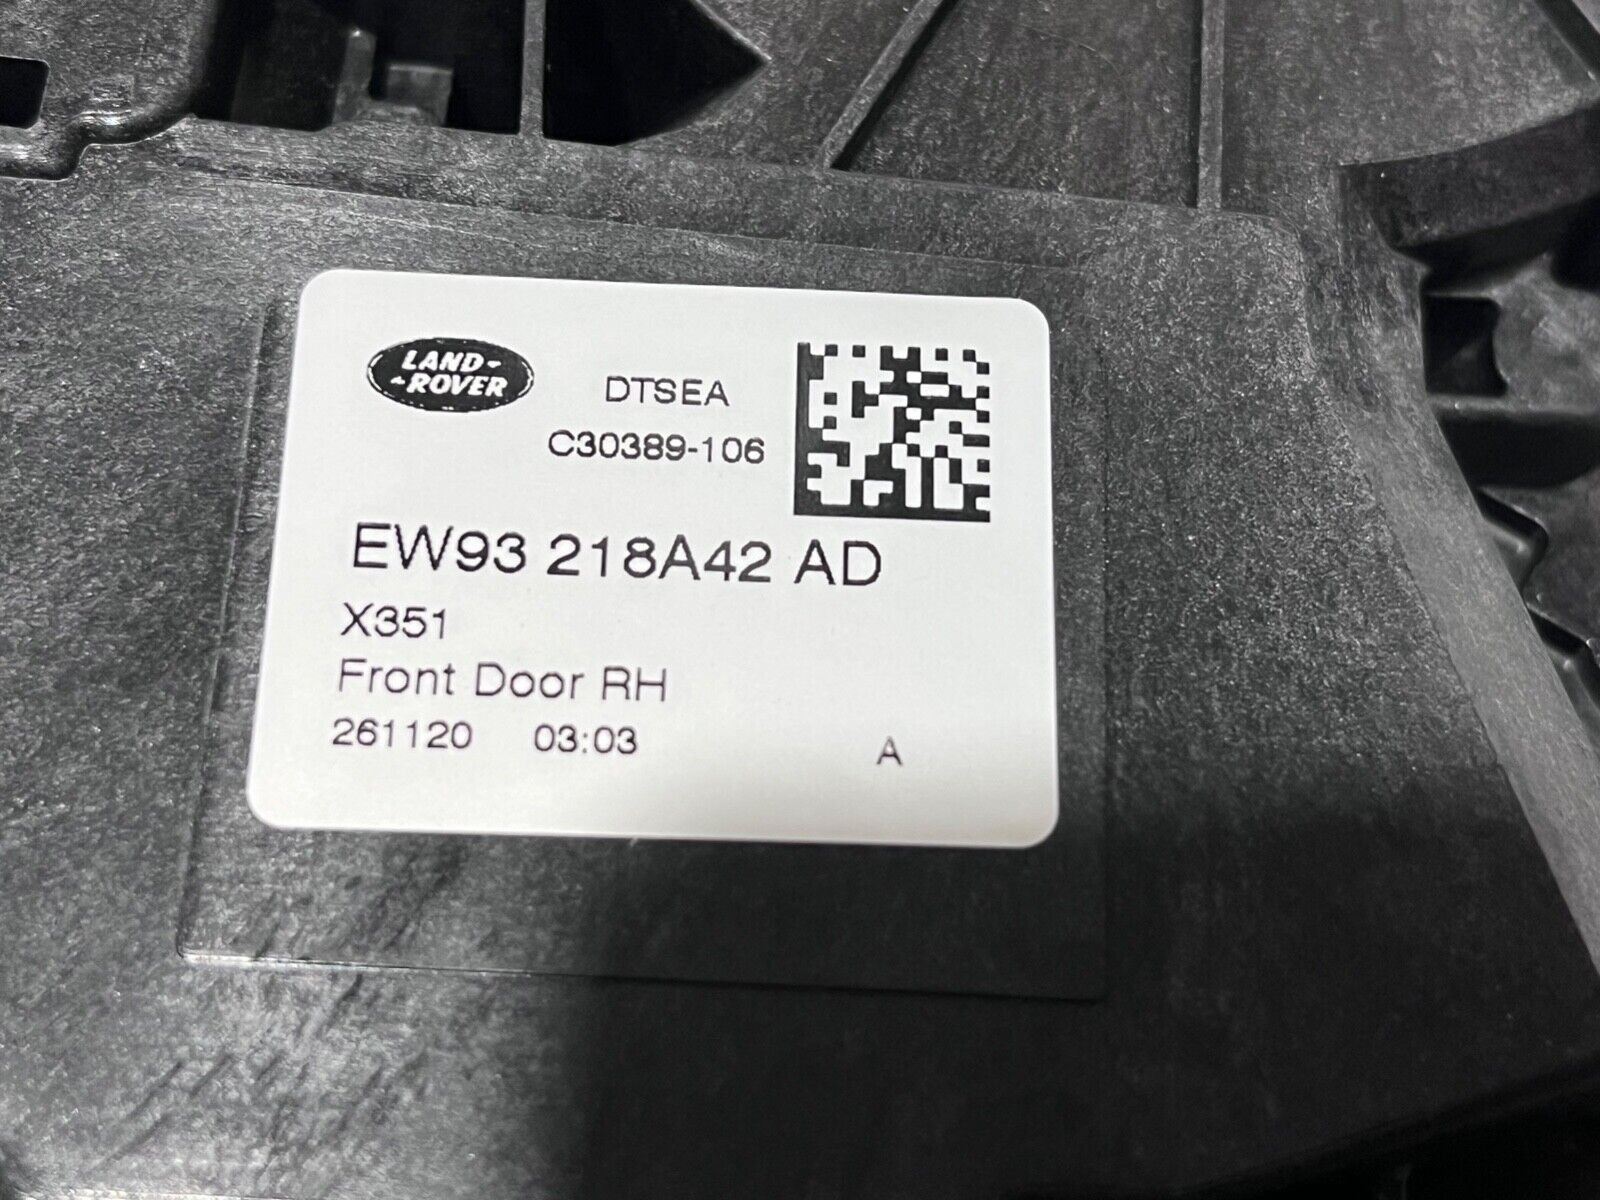 LAND-
-ROVER
DTSEA
C30389-106
EW93 218A42 AD
X351
Front Door RH
261120 03:03 A